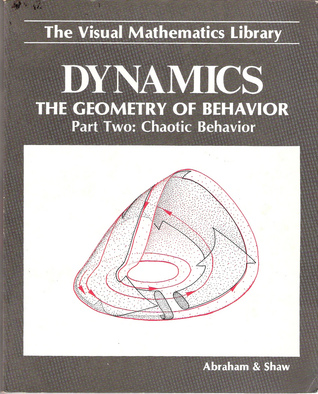 The Visual Mathematics Library
DYNAMICS
THE GEOMETRY OF BEHAVIOR
Part Two: Chaotic Behavior
Abraham & Shaw